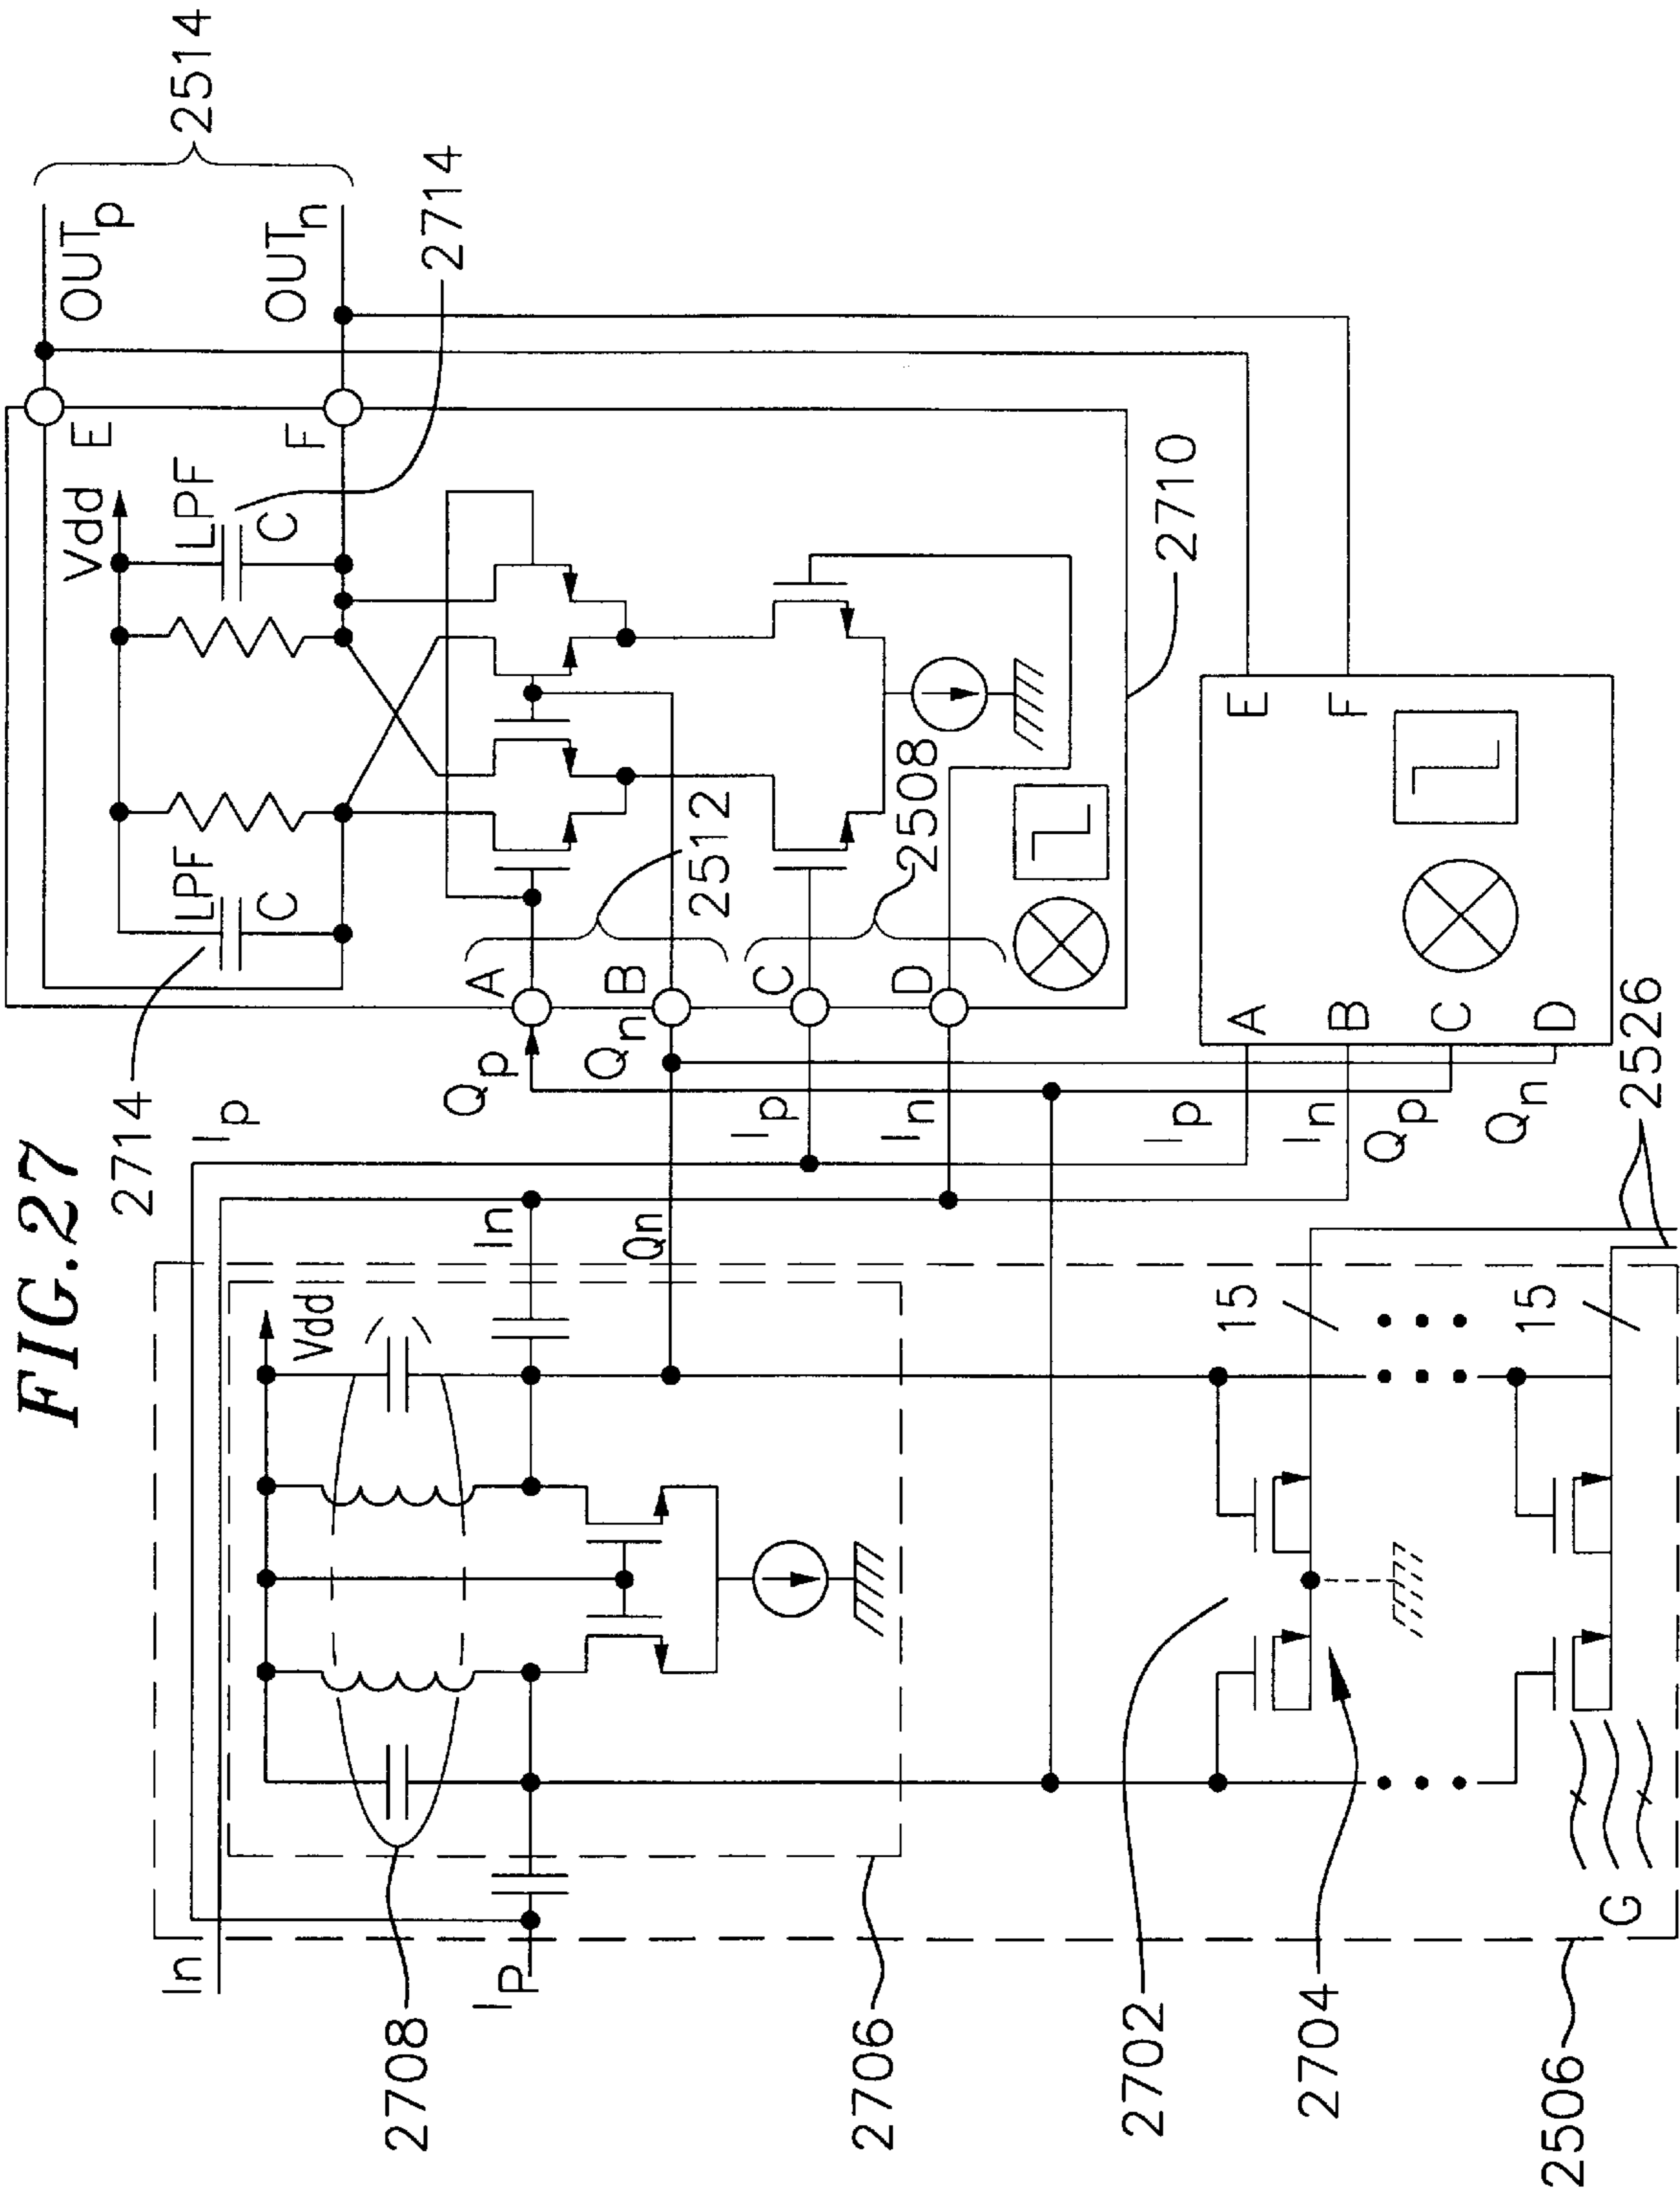 FIG.27
2514
OUTp
OUTn
2714
E
F
Vdd
LPF
C
LPF
C
2714
2710
A
B
C
D
2512
2508
Qp
Qn
Ip
In
Ip
In
Ip
In
Qp
Qn
A
B
C
D
E
F
In
Qn
Vdd
IP
2708
2706
2702
2704
2506
15
15
G
2526